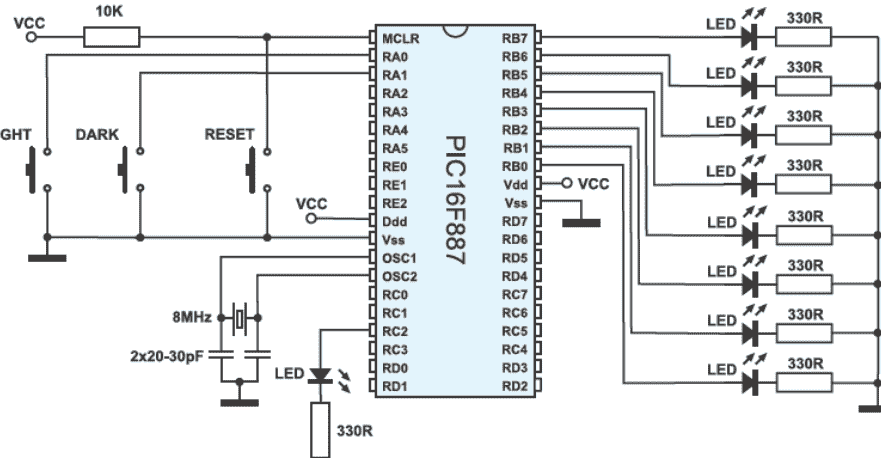 10K
VCC
GHT
DARK
RESET
VCC
8MHz
2x20-30pF
LED
330R
MCLR
RA0
RA1
RA2
RA3
RA4
RA5
RE0
RE1
RE2
Ddd
Vss
OSC1
OSC2
RC0
RC1
RC2
RC3
RD0
RD1
PIC16F887
RB7
RB6
RB5
RB4
RB3
RB2
RB1
RB0
Vdd
Vss
RD7
RD6
RD5
RD4
RC7
RC6
RC5
RC4
RD3
RD2
VCC
LED 330R
LED 330R
LED 330R
LED 330R
LED 330R
LED 330R
LED 330R
LED 330R